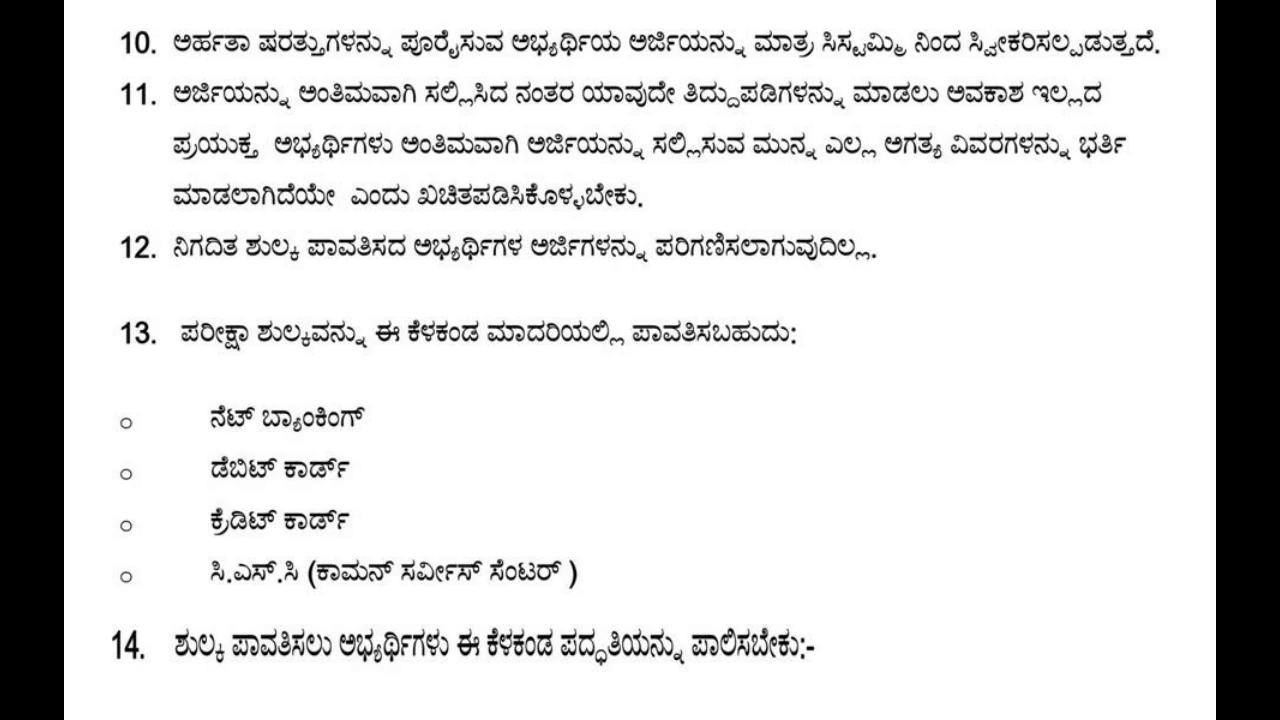 10. ಅರ್ಹತಾ ಷರತ್ತುಗಳನ್ನು ಪೂರೈಸುವ ಅಭ್ಯರ್ಥಿಯ ಅರ್ಜಿಯನ್ನು ಮಾತ್ರ ಸಿಸ್ಟಮ್ಮಿ ನಿಂದ ಸ್ವೀಕರಿಸಲ್ಪಡುತ್ತದೆ.
11. ಅರ್ಜಿಯನ್ನು ಅಂತಿಮವಾಗಿ ಸಲ್ಲಿಸಿದ ನಂತರ ಯಾವುದೇ ತಿದ್ದುಪಡಿಗಳನ್ನು ಮಾಡಲು ಅವಕಾಶ ಇಲ್ಲದ
ಪ್ರಯುಕ್ತ ಅಭ್ಯರ್ಥಿಗಳು ಅಂತಿಮವಾಗಿ ಅರ್ಜಿಯನ್ನು ಸಲ್ಲಿಸುವ ಮುನ್ನ ಎಲ್ಲ ಅಗತ್ಯ ವಿವರಗಳನ್ನು ಭರ್ತಿ
ಮಾಡಲಾಗಿದೆಯೇ ಎಂದು ಖಚಿತಪಡಿಸಿಕೊಳ್ಳಬೇಕು.
12. ನಿಗದಿತ ಶುಲ್ಕ ಪಾವತಿಸದ ಅಭ್ಯರ್ಥಿಗಳ ಅರ್ಜಿಗಳನ್ನು ಪರಿಗಣಿಸಲಾಗುವುದಿಲ್ಲ.
13. ಪರೀಕ್ಷಾ ಶುಲ್ಕವನ್ನು ಈ ಕೆಳಕಂಡ ಮಾದರಿಯಲ್ಲಿ ಪಾವತಿಸಬಹುದು:
o ನೆಟ್ ಬ್ಯಾಂಕಿಂಗ್
o ಡೆಬಿಟ್ ಕಾರ್ಡ್
o ಕ್ರೆಡಿಟ್ ಕಾರ್ಡ್
o ಸಿ.ಎಸ್.ಸಿ (ಕಾಮನ್ ಸರ್ವೀಸ್ ಸೆಂಟರ್ )
14. ಶುಲ್ಕ ಪಾವತಿಸಲು ಅಭ್ಯರ್ಥಿಗಳು ಈ ಕೆಳಕಂಡ ಪದ್ಧತಿಯನ್ನು ಪಾಲಿಸಬೇಕು:-